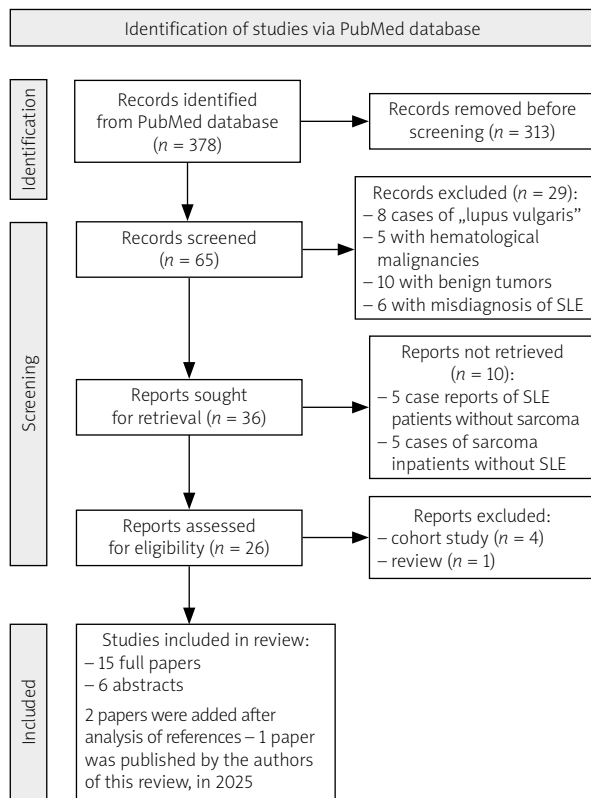 Identification of studies via PubMed database
Identification
Records identified
from PubMed database
(n = 378)
Records removed before
screening (n = 313)
Screening
Records screened
(n = 65)
Records excluded (n = 29):
– 8 cases of „lupus vulgaris”
– 5 with hematological
malignancies
– 10 with benign tumors
– 6 with misdiagnosis of SLE
Reports sought
for retrieval (n = 36)
Reports not retrieved
(n = 10):
– 5 case reports of SLE
patients without sarcoma
– 5 cases of sarcoma
inpatients without SLE
Reports assessed
for eligibility (n = 26)
Reports excluded:
– cohort study (n = 4)
– review (n = 1)
Included
Studies included in review:
– 15 full papers
– 6 abstracts
2 papers were added after
analysis of references – 1 paper
was published by the authors
of this review, in 2025